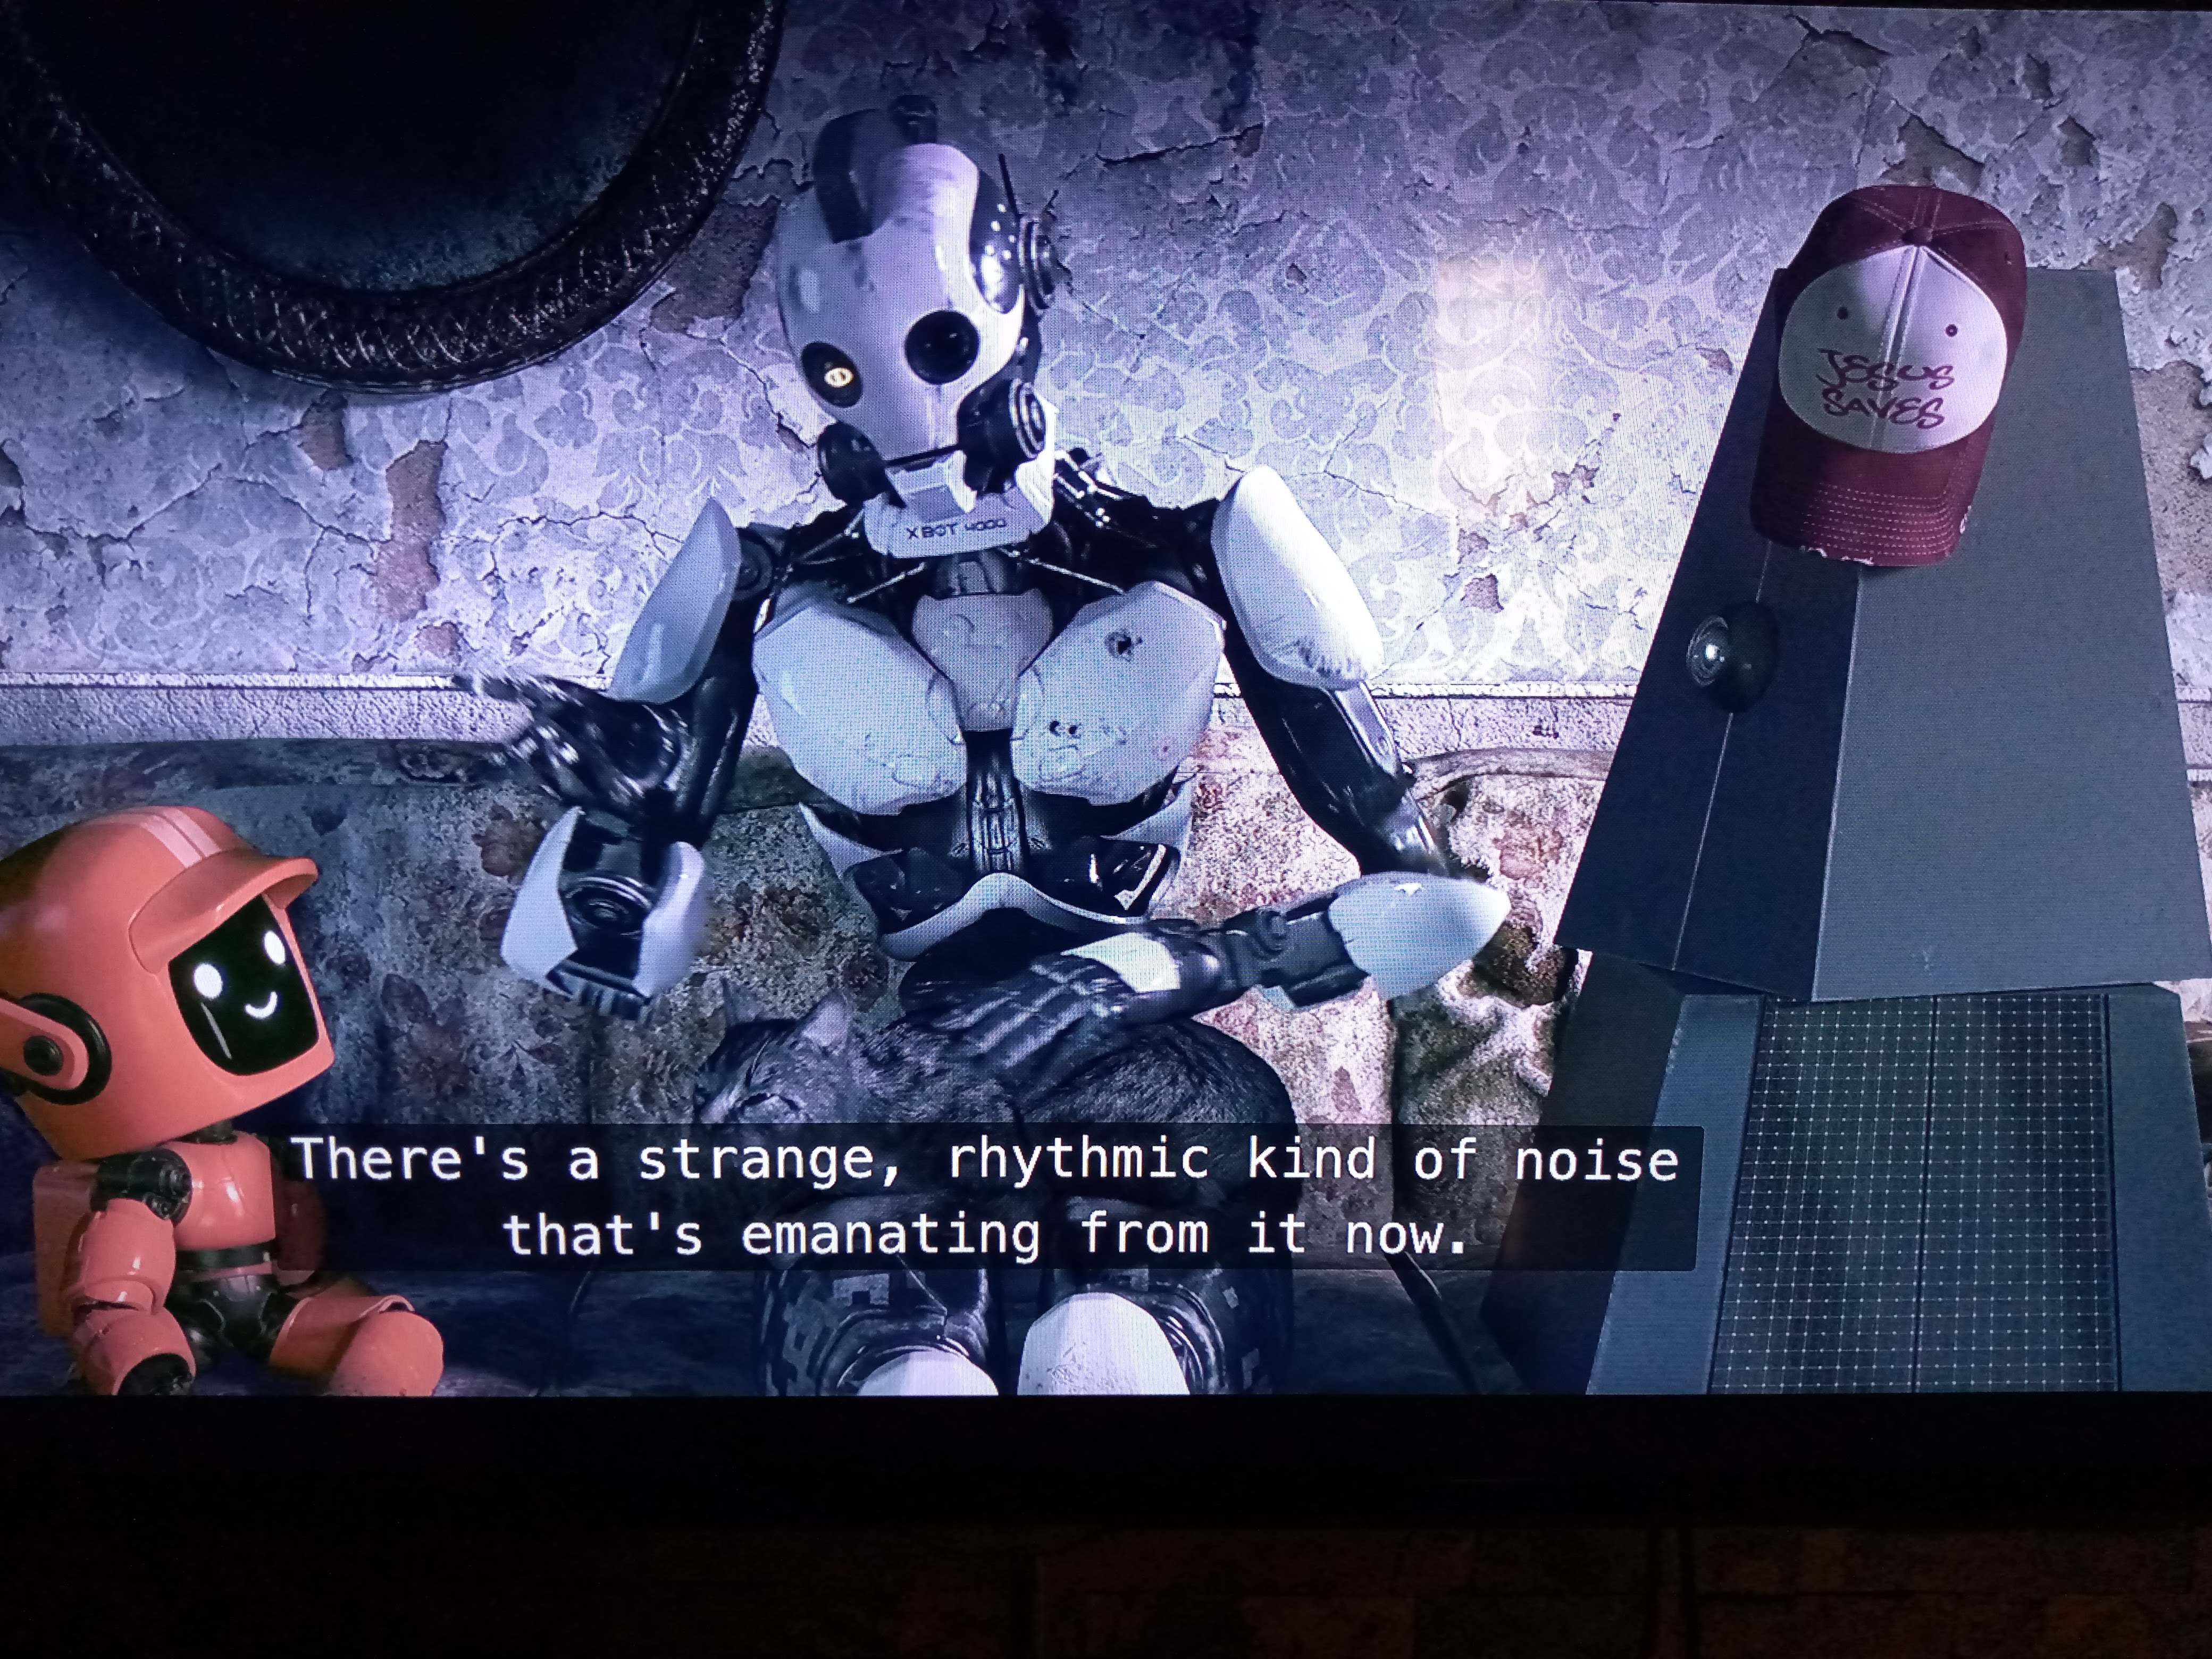 JESUS
SAVES
XBOT 4000
There's a strange, rhythmic kind of noise
that's emanating from it now.